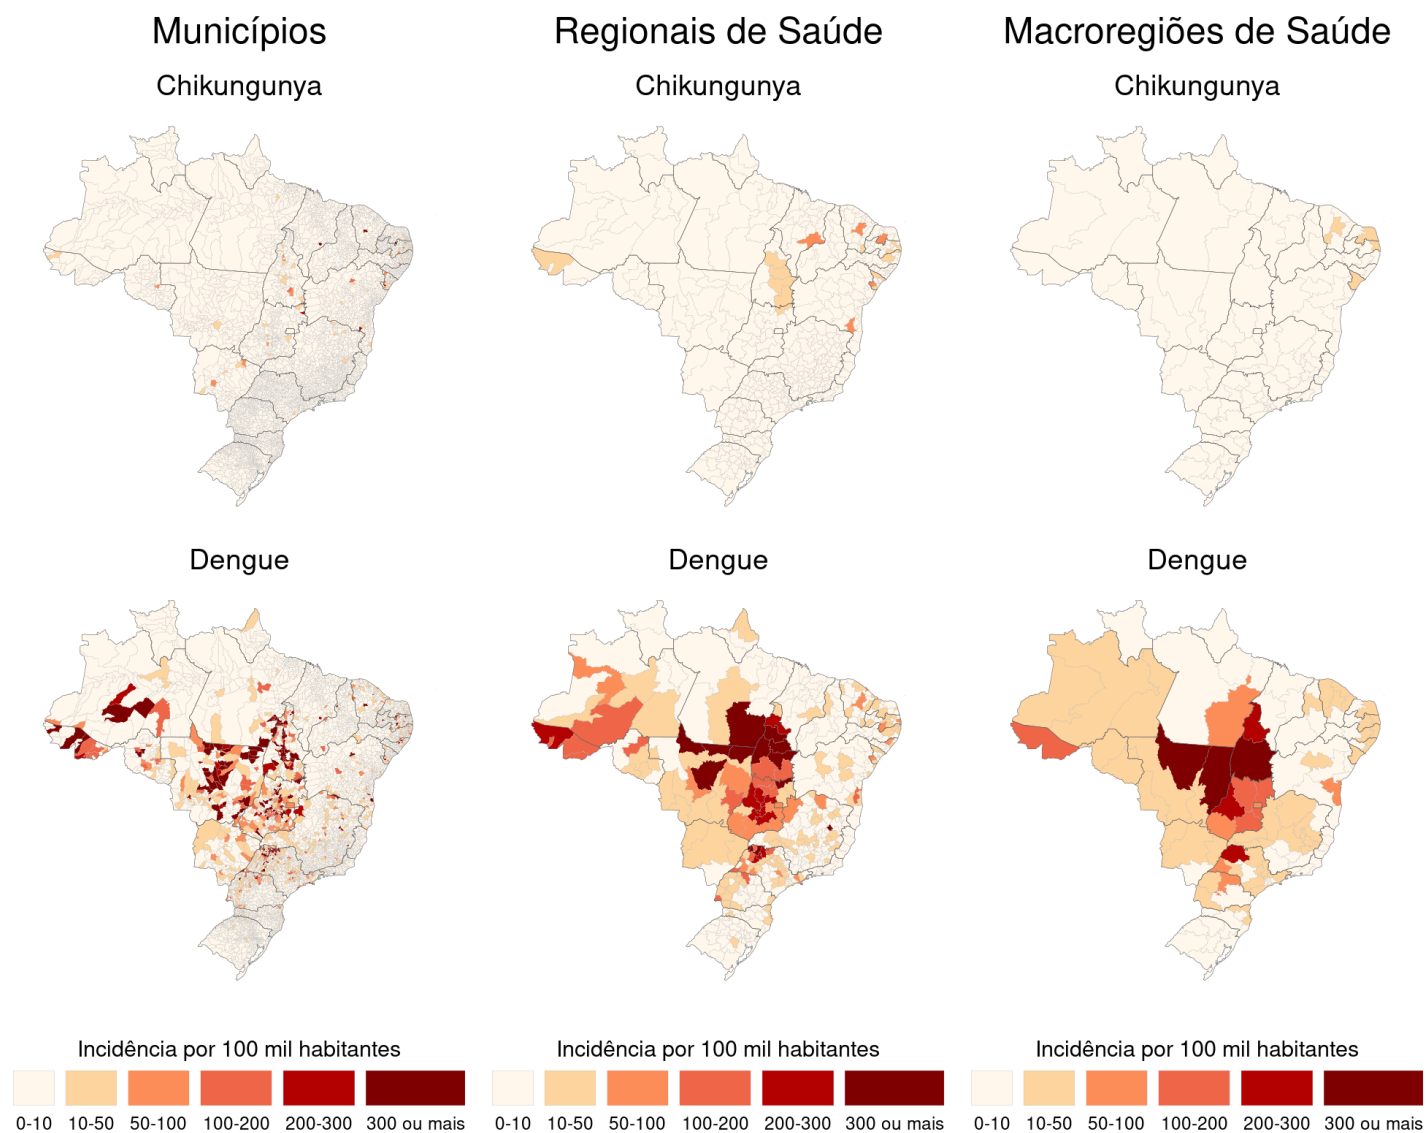 Municípios
Regionais de Saúde
Macroregiões de Saúde
Chikungunya
Chikungunya
Chikungunya
Dengue
Dengue
Dengue
Incidência por 100 mil habitantes
0-10 10-50 50-100 100-200 200-300 300 ou mais
Incidência por 100 mil habitantes
0-10 10-50 50-100 100-200 200-300 300 ou mais
Incidência por 100 mil habitantes
0-10 10-50 50-100 100-200 200-300 300 ou mais